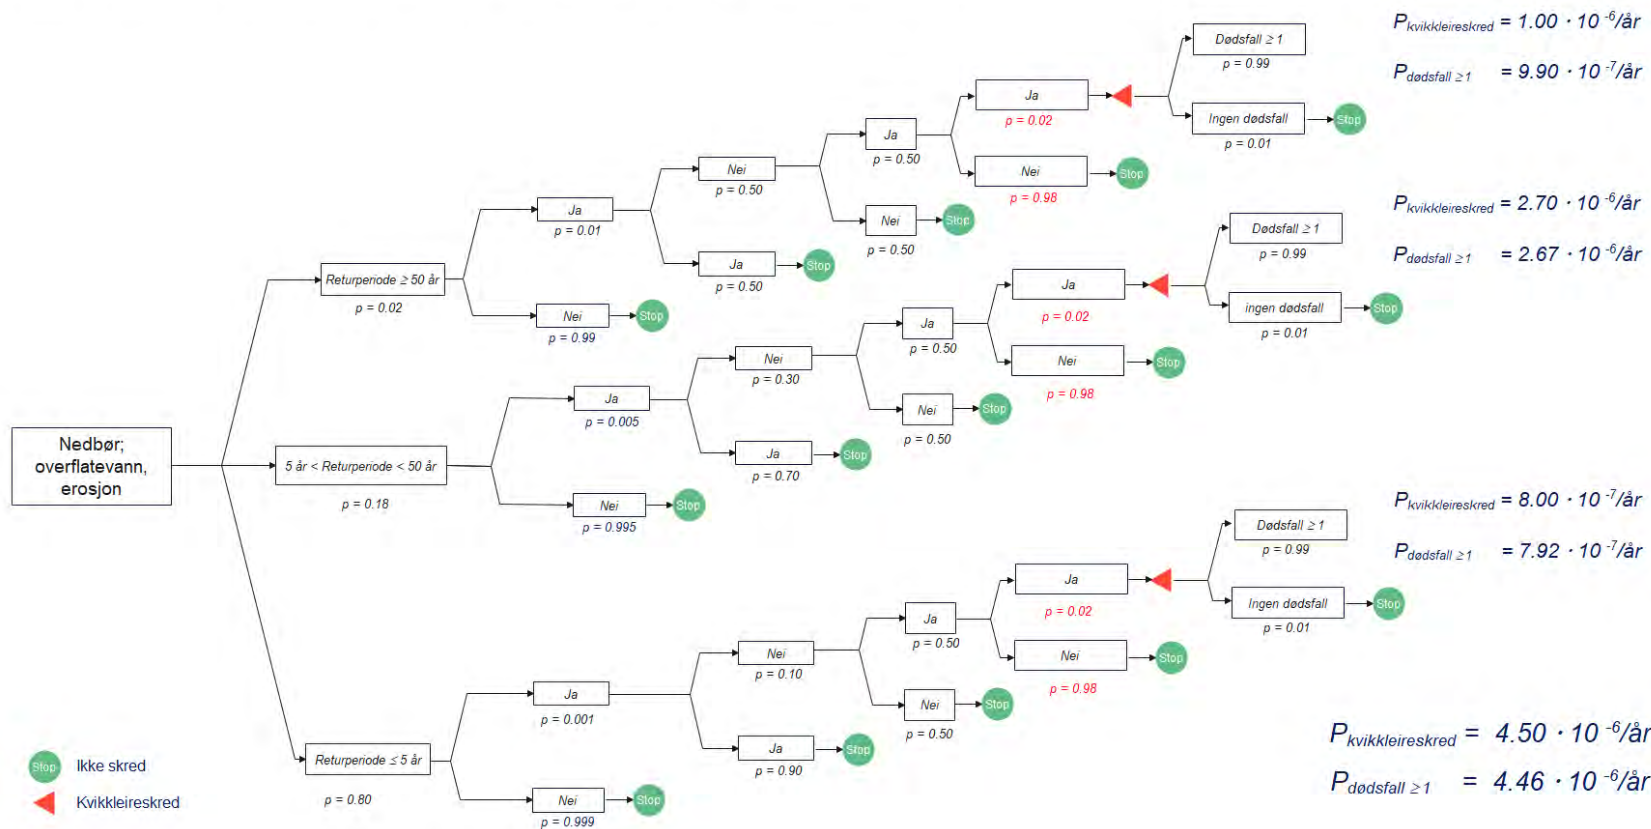 P kvikkleireskred = 1.00 · 10 -6/år
Dødsfall ≥ 1
p = 0.99
P dødsfall ≥ 1 = 9.90 · 10 -7/år
Ja
p = 0.02
Ingen dødsfall
Stop
p = 0.01
Ja
p = 0.50
Nei
Stop
p = 0.98
Nei
p = 0.50
Nei
Stop
p = 0.50
Ja
p = 0.01
Ja
Stop
p = 0.50
Returperiode ≥ 50 år
p = 0.02
Nei
Stop
p = 0.99
P kvikkleireskred = 2.70 · 10 -6/år
Dødsfall ≥ 1
p = 0.99
P dødsfall ≥ 1 = 2.67 · 10 -6/år
Ja
p = 0.02
ingen dødsfall
Stop
p = 0.01
Ja
p = 0.50
Nei
Stop
p = 0.98
Nei
p = 0.30
Nei
Stop
p = 0.50
Ja
p = 0.005
Ja
Stop
p = 0.70
Nedbør;
overflatevann,
erosjon
5 år < Returperiode < 50 år
p = 0.18
Nei
Stop
p = 0.995
P kvikkleireskred = 8.00 · 10 -7/år
Dødsfall ≥ 1
p = 0.99
P dødsfall ≥ 1 = 7.92 · 10 -7/år
Ja
p = 0.02
Ingen dødsfall
Stop
p = 0.01
Ja
p = 0.50
Nei
Stop
p = 0.98
Nei
p = 0.10
Nei
Stop
p = 0.50
Ja
p = 0.001
Ja
Stop
p = 0.90
Returperiode ≤ 5 år
p = 0.80
Nei
Stop
p = 0.999
P kvikkleireskred = 4.50 · 10 -6/år
P dødsfall ≥ 1 = 4.46 · 10 -6/år
Stop Ikke skred
Kvikkleireskred